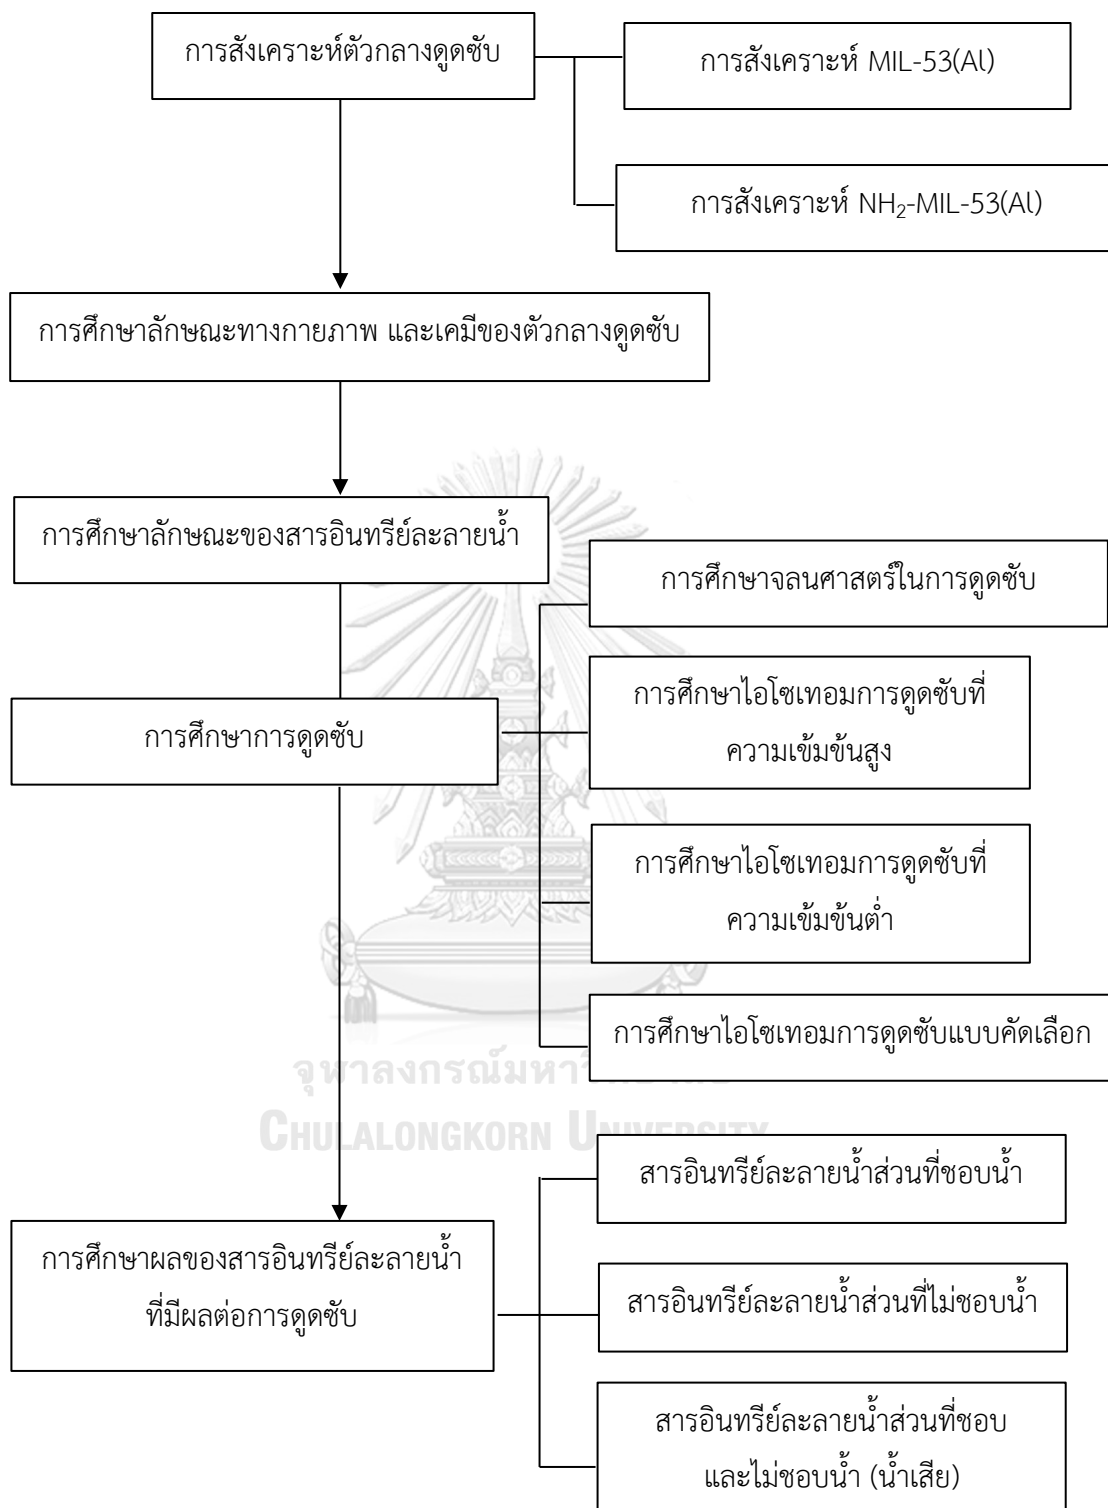 การสังเคราะห์ตัวกลางดูดซับ
การสังเคราะห์ MIL-53(Al)
การสังเคราะห์ NH₂-MIL-53(Al)
การศึกษาลักษณะทางกายภาพ และเคมีของตัวกลางดูดซับ
การศึกษาลักษณะของสารอินทรีย์ละลายน้ำ
การศึกษาจลนศาสตร์ในการดูดซับ
การศึกษาไอโซเทอมการดูดซับที่
ความเข้มข้นสูง
การศึกษาการดูดซับ
การศึกษาไอโซเทอมการดูดซับที่
ความเข้มข้นต่ำ
การศึกษาไอโซเทอมการดูดซับแบบคัดเลือก
จุฬาลงกรณ์มหาวิทยาลัย
CHULALONGKORN UNIVERSITY
สารอินทรีย์ละลายน้ำส่วนที่ชอบน้ำ
การศึกษาผลของสารอินทรีย์ละลายน้ำ
ที่มีผลต่อการดูดซับ
สารอินทรีย์ละลายน้ำส่วนที่ไม่ชอบน้ำ
สารอินทรีย์ละลายน้ำส่วนที่ชอบ
และไม่ชอบน้ำ (น้ำเสีย)